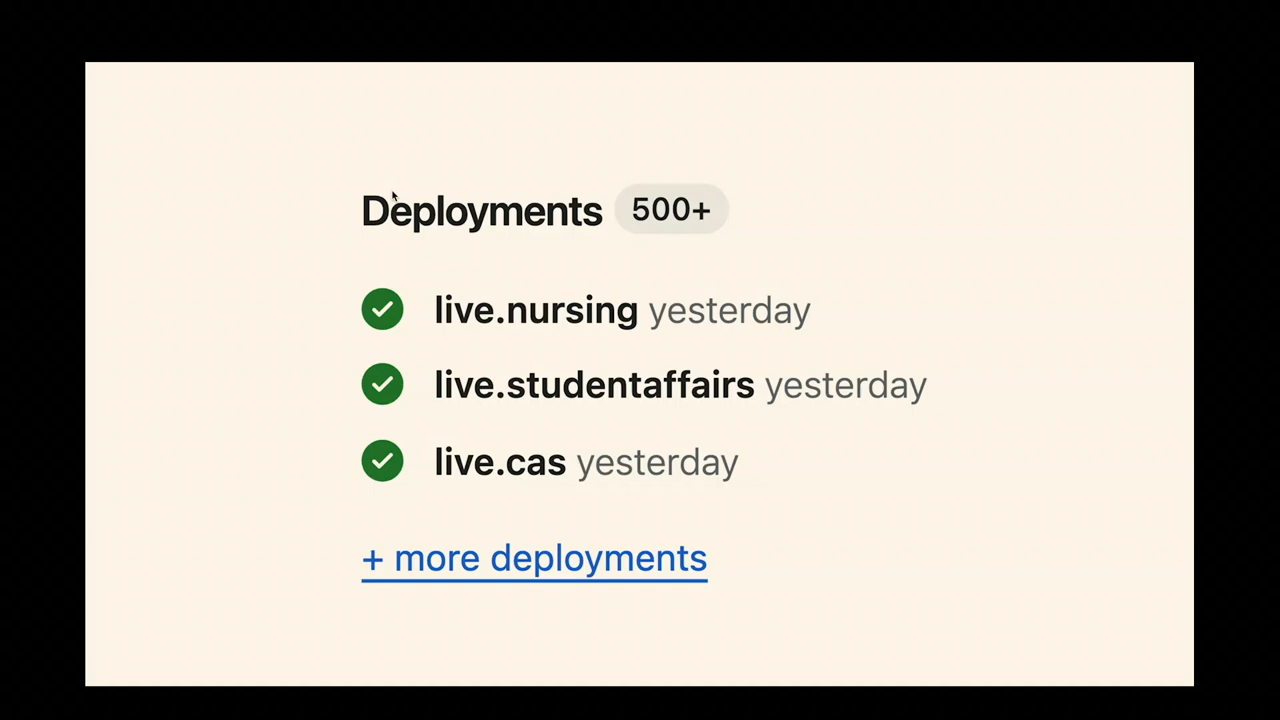 Deployments 500+
live.nursing yesterday
live.studentaffairs yesterday
live.cas yesterday
+ more deployments